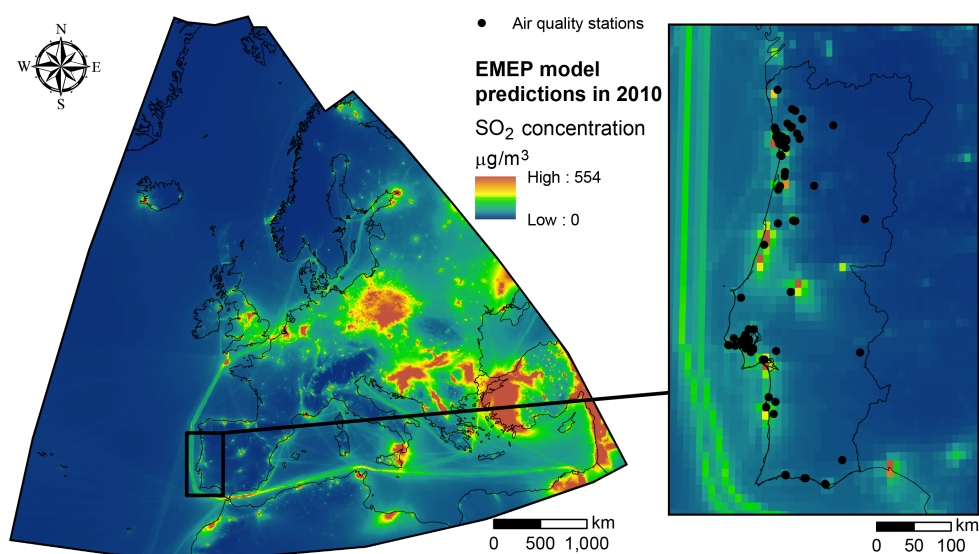 N
W E
S
Air quality stations
EMEP model
predictions in 2010
SO₂ concentration
µg/m³
High : 554
Low : 0
km
0 500 1,000
km
0 50 100